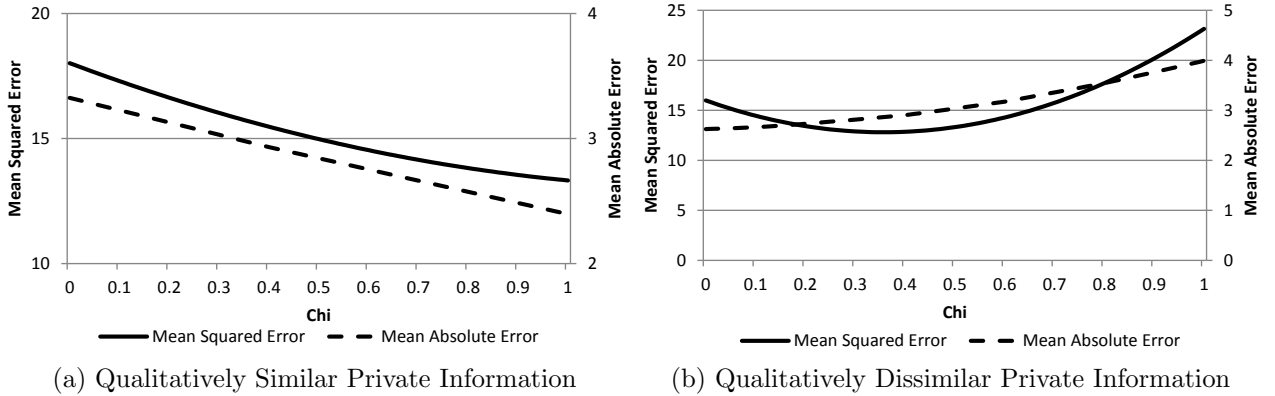 20
15
10
4
3
2
Mean Squared Error
Mean Absolute Error
0 0.1 0.2 0.3 0.4 0.5 0.6 0.7 0.8 0.9 1
Chi
Mean Squared Error Mean Absolute Error
(a) Qualitatively Similar Private Information
25
20
15
10
5
0
5
4
3
2
1
0
Mean Squared Error
Mean Absolute Error
0 0.1 0.2 0.3 0.4 0.5 0.6 0.7 0.8 0.9 1
Chi
Mean Squared Error Mean Absolute Error
(b) Qualitatively Dissimilar Private Information